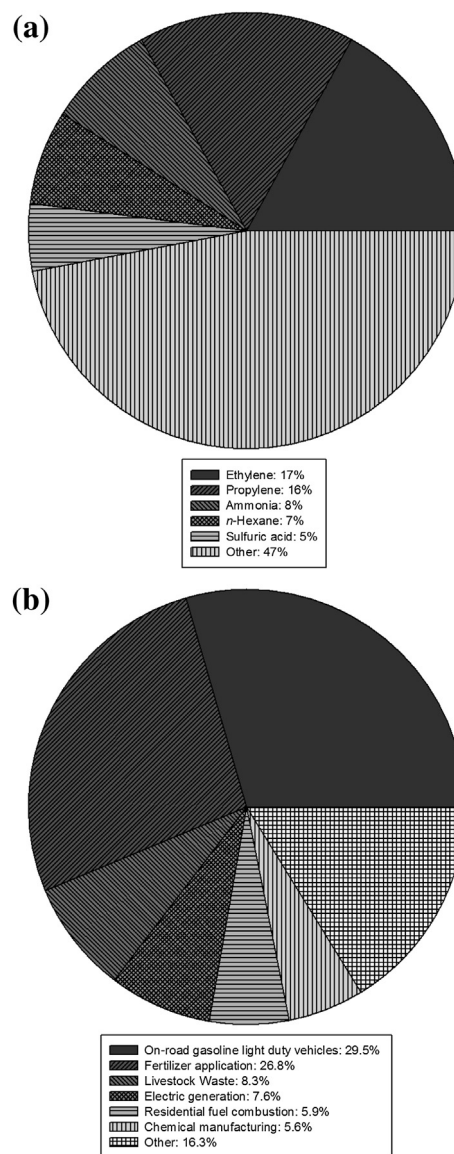 (a)
Ethylene: 17%
Propylene: 16%
Ammonia: 8%
n-Hexane: 7%
Sulfuric acid: 5%
Other: 47%
(b)
On-road gasoline light duty vehicles: 29.5%
Fertilizer application: 26.8%
Livestock Waste: 8.3%
Electric generation: 7.6%
Residential fuel combustion: 5.9%
Chemical manufacturing: 5.6%
Other: 16.3%